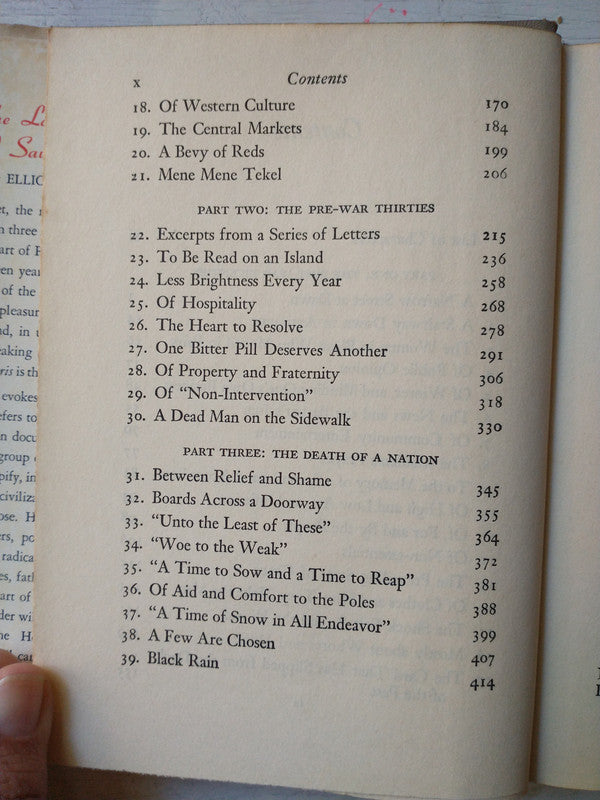 x Contents
18. Of Western Culture 170
19. The Central Markets 184
20. A Bevy of Reds 199
21. Mene Mene Tekel 206
PART TWO: THE PRE-WAR THIRTIES
22. Excerpts from a Series of Letters 215
23. To Be Read on an Island 236
24. Less Brightness Every Year 258
25. Of Hospitality 268
26. The Heart to Resolve 278
27. One Bitter Pill Deserves Another 291
28. Of Property and Fraternity 306
29. Of "Non-Intervention" 318
30. A Dead Man on the Sidewalk 330
PART THREE: THE DEATH OF A NATION
31. Between Relief and Shame 345
32. Boards Across a Doorway 355
33. "Unto the Least of These" 364
34. "Woe to the Weak" 372
35. "A Time to Sow and a Time to Reap" 381
36. Of Aid and Comfort to the Poles 388
37. "A Time of Snow in All Endeavor" 399
38. A Few Are Chosen 407
39. Black Rain 414